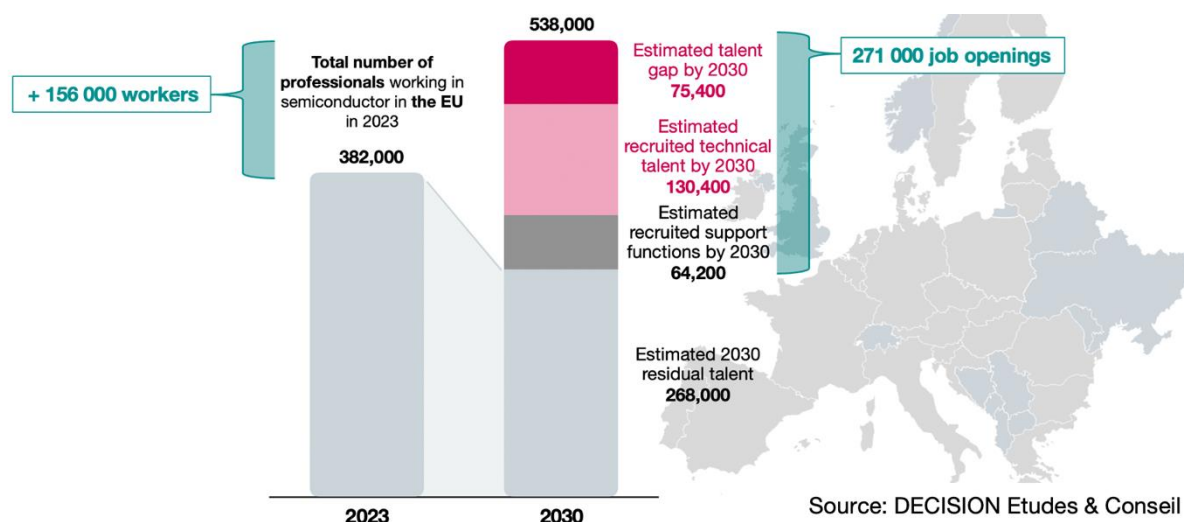 + 156 000 workers
Total number of
professionals working in
semiconductor in the EU
in 2023
382,000
538,000
Estimated talent
gap by 2030
75,400
Estimated
recruited technical
talent by 2030
130,400
Estimated
recruited support
functions by 2030
64,200
Estimated 2030
residual talent
268,000
271 000 job openings
2023
2030
Source: DECISION Etudes & Conseil